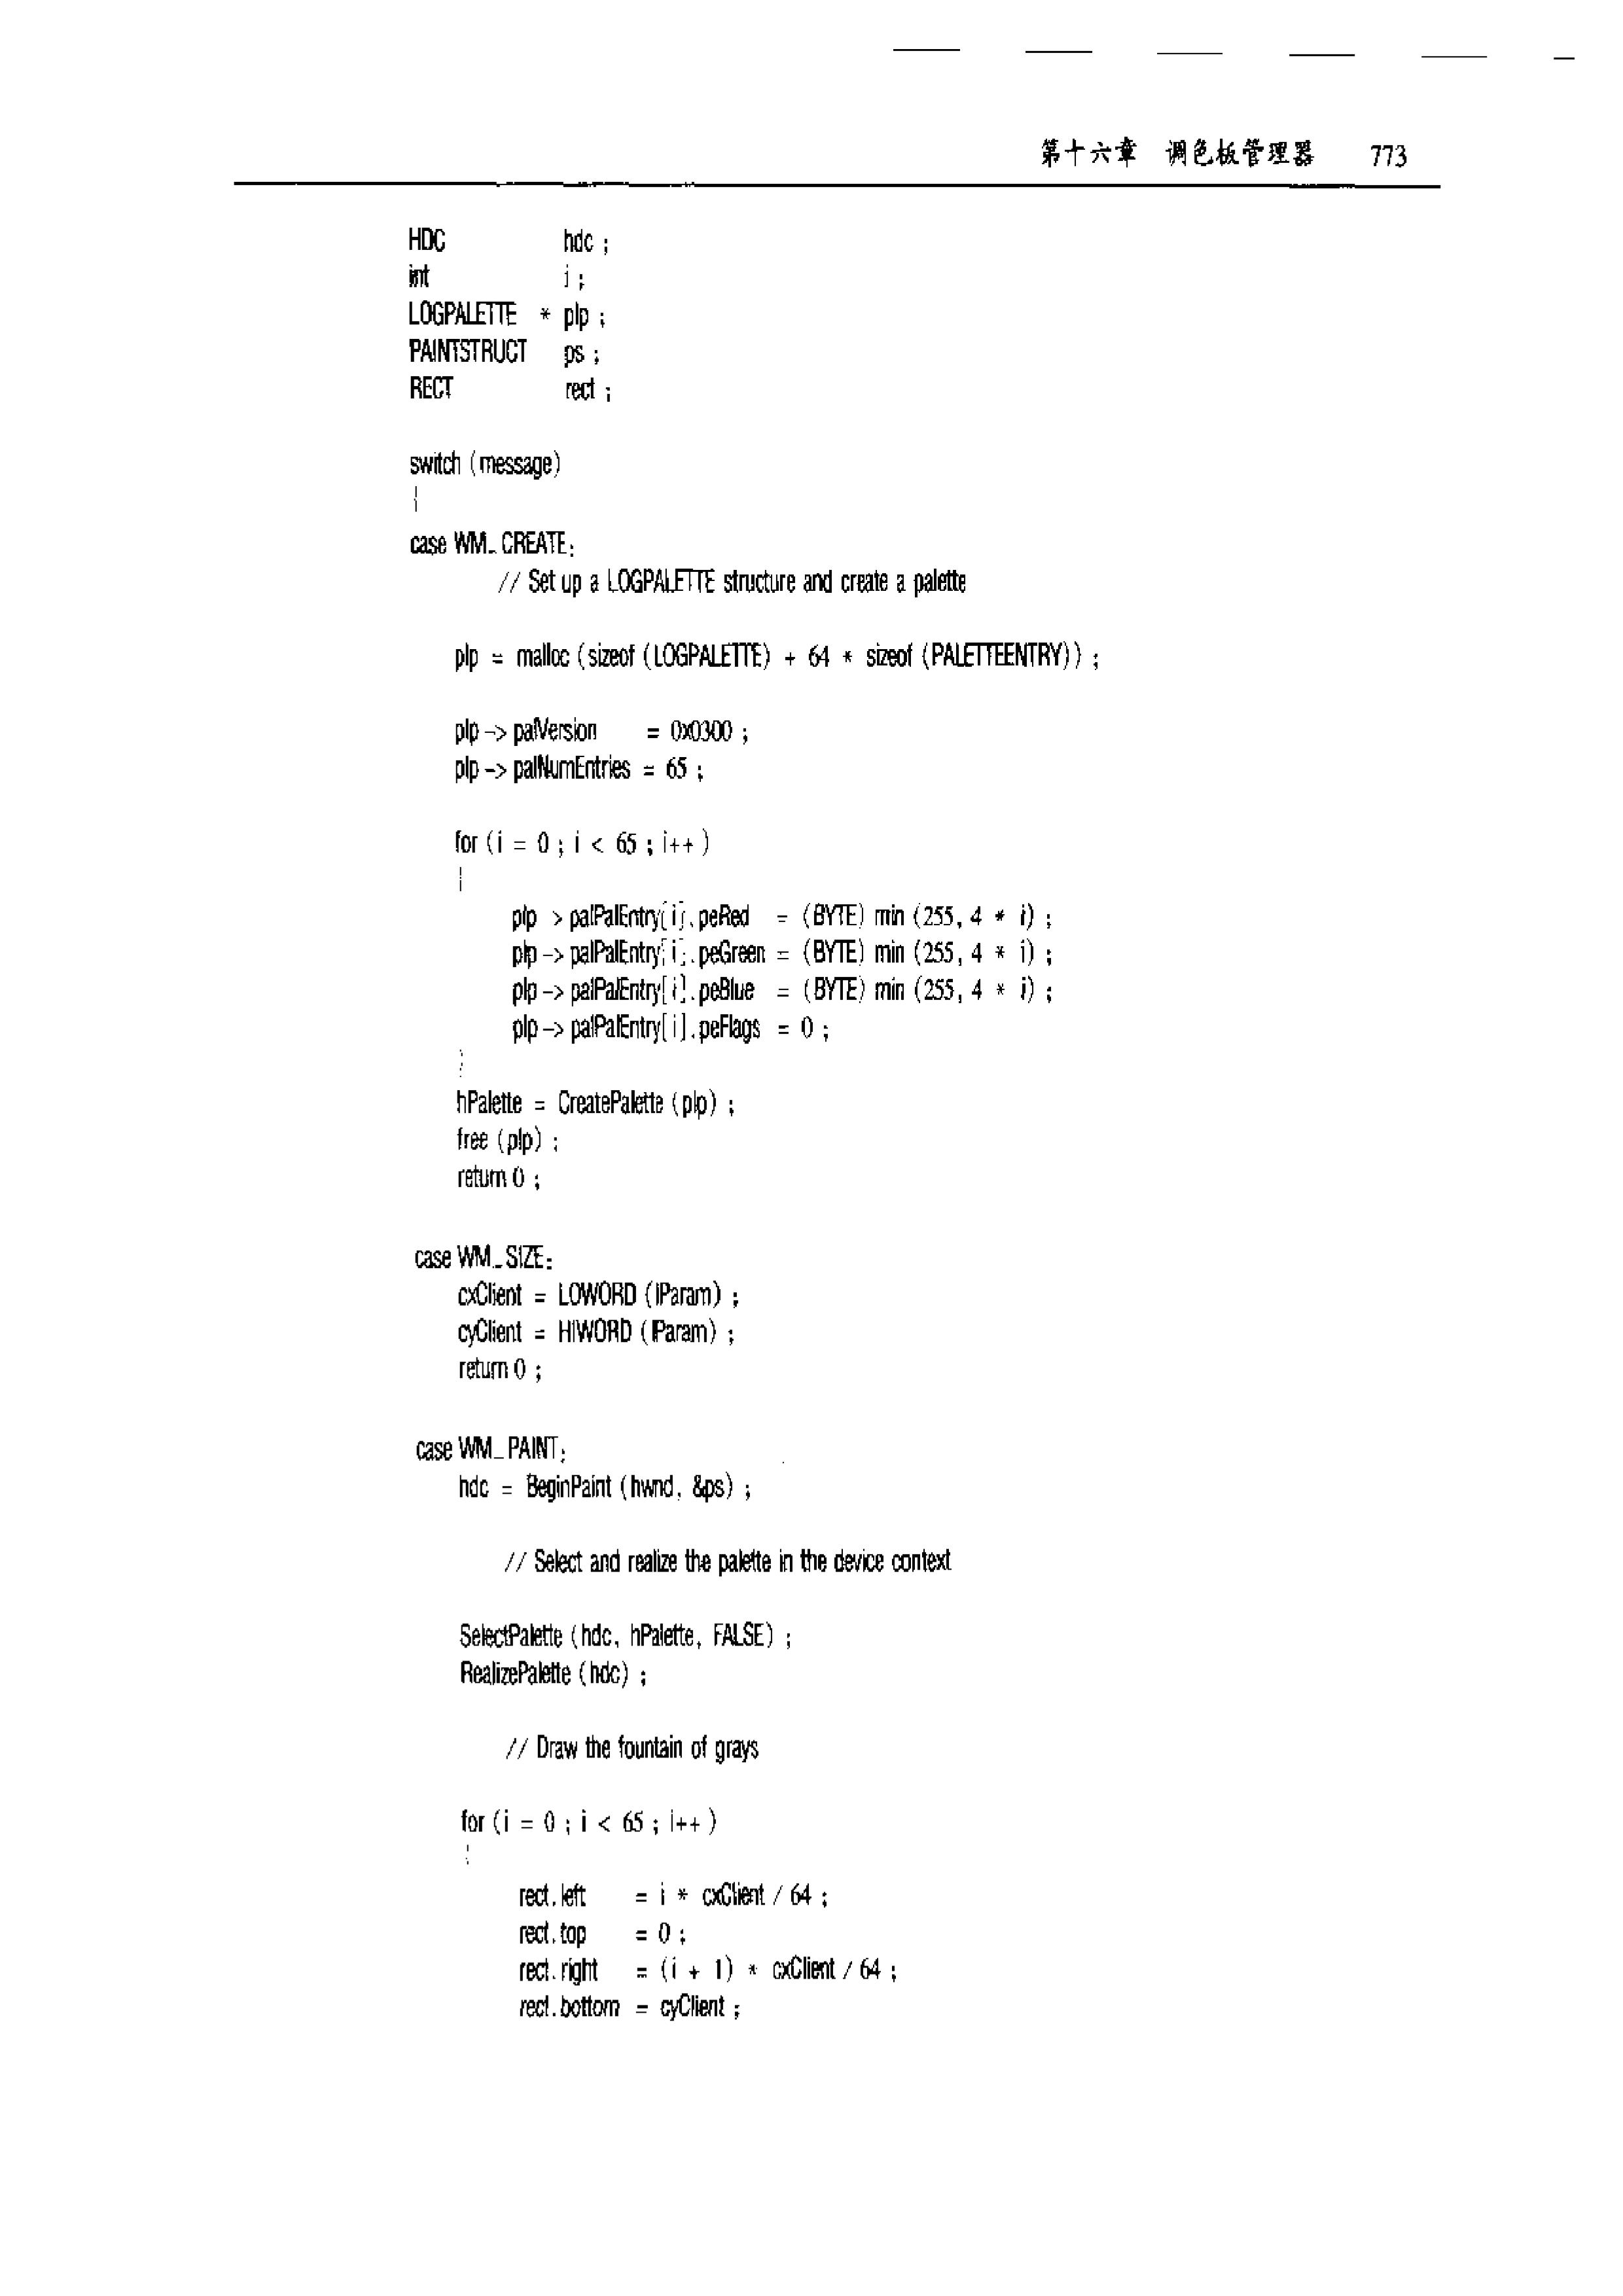 第十六章 调色板管理器 773
HDC hdc ;
int i ;
LOGPALETTE * plp ;
PAINTSTRUCT ps ;
RECT rect ;
switch (message)
{
case WM_CREATE:
// Set up a LOGPALETTE structure and create a palette
plp = malloc (sizeof (LOGPALETTE) + 64 * sizeof (PALETTEENTRY)) ;
plp -> palVersion = 0x0300 ;
plp -> palNumEntries = 65 ;
for (i = 0 ; i < 65 ; i++ )
{
plp -> palPalEntry[i].peRed = (BYTE) min (255, 4 * i) ;
plp -> palPalEntry[i].peGreen = (BYTE) min (255, 4 * i) ;
plp -> palPalEntry[i].peBlue = (BYTE) min (255, 4 * i) ;
plp -> palPalEntry[i].peFlags = 0 ;
}
hPalette = CreatePalette (plp) ;
free (plp) ;
return 0 ;
case WM_SIZE:
cxClient = LOWORD (lParam) ;
cyClient = HIWORD (lParam) ;
return 0 ;
case WM_PAINT:
hdc = BeginPaint (hwnd, &ps) ;
// Select and realize the palette in the device context
SelectPalette (hdc, hPalette, FALSE) ;
RealizePalette (hdc) ;
// Draw the fountain of grays
for (i = 0 ; i < 65 ; i++ )
{
rect.left = i * cxClient / 64 ;
rect.top = 0 ;
rect.right = (i + 1) * cxClient / 64 ;
rect.bottom = cyClient ;